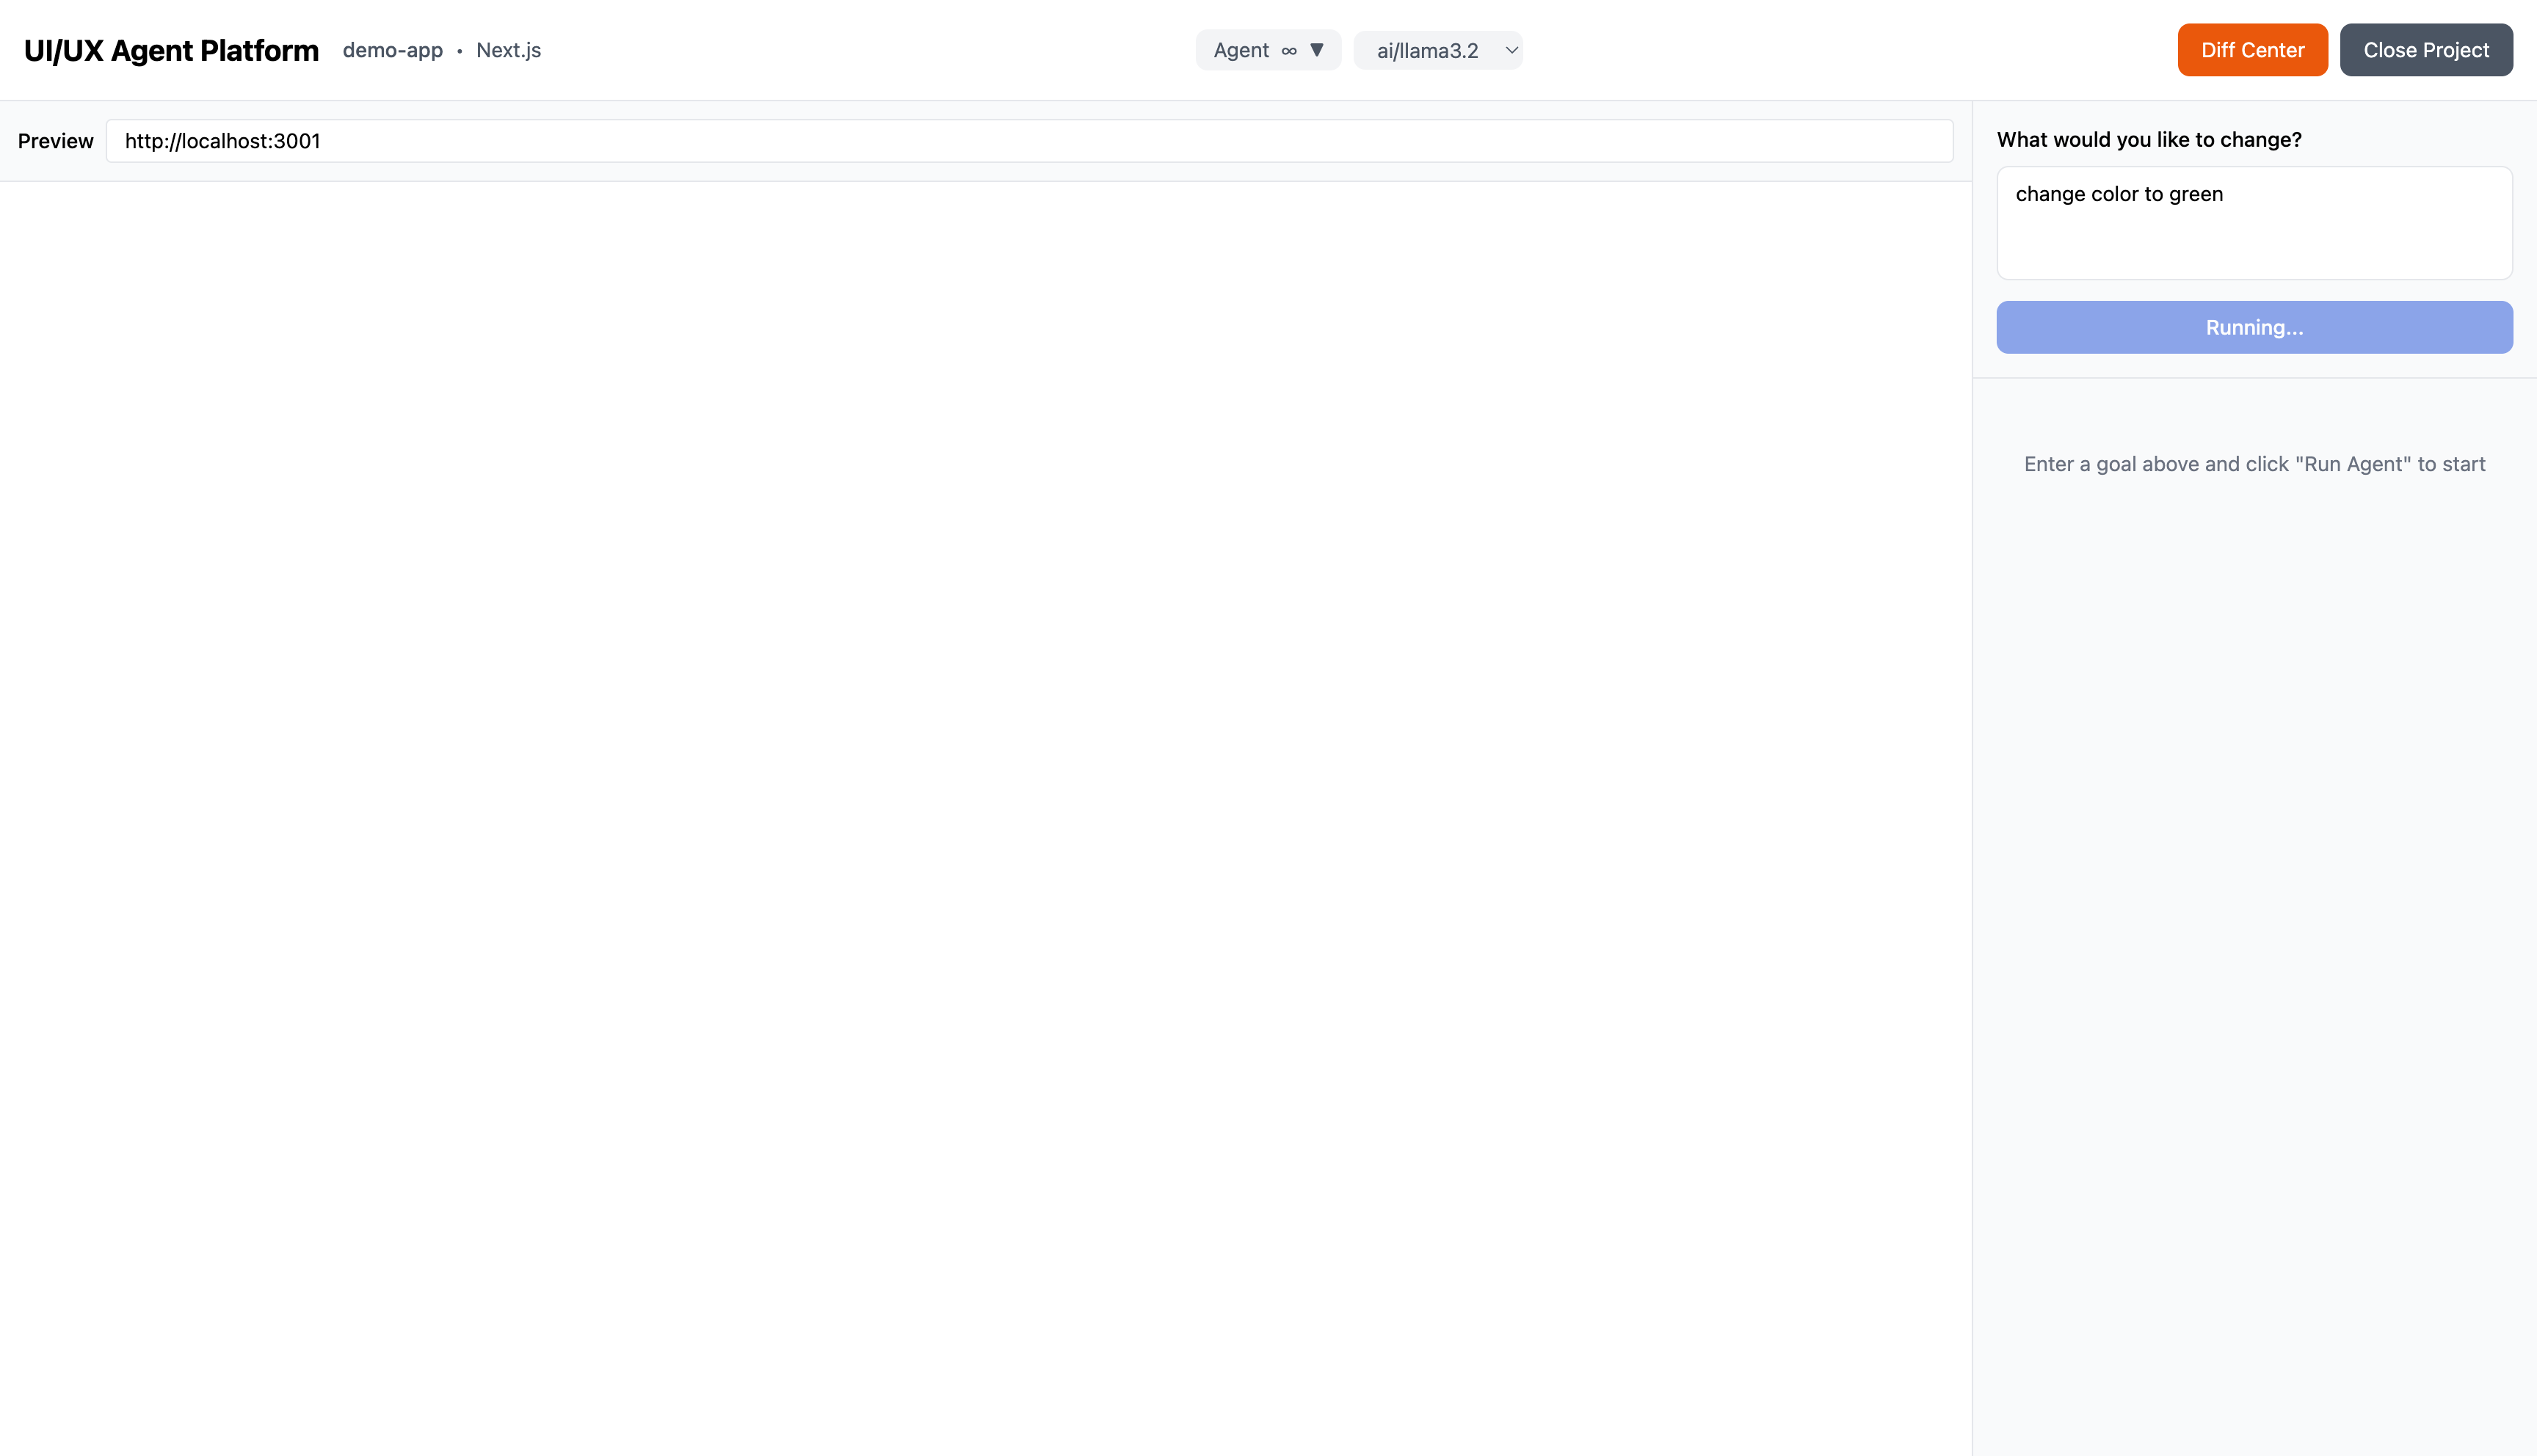 UI/UX Agent Platform demo-app • Next.js
Agent ∞ ▼ ai/llama3.2
Diff Center Close Project
Preview http://localhost:3001
What would you like to change?
change color to green
Running...
Enter a goal above and click "Run Agent" to start